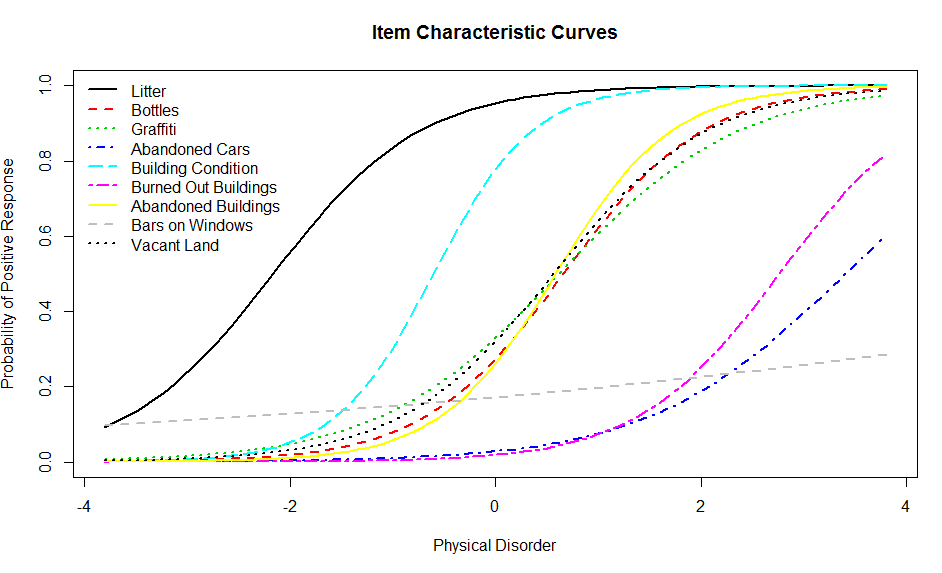 Item Characteristic Curves
Probability of Positive Response
1.0
0.8
0.6
0.4
0.2
0.0
Litter
Bottles
Graffiti
Abandoned Cars
Building Condition
Burned Out Buildings
Abandoned Buildings
Bars on Windows
Vacant Land
-4 -2 0 2 4
Physical Disorder